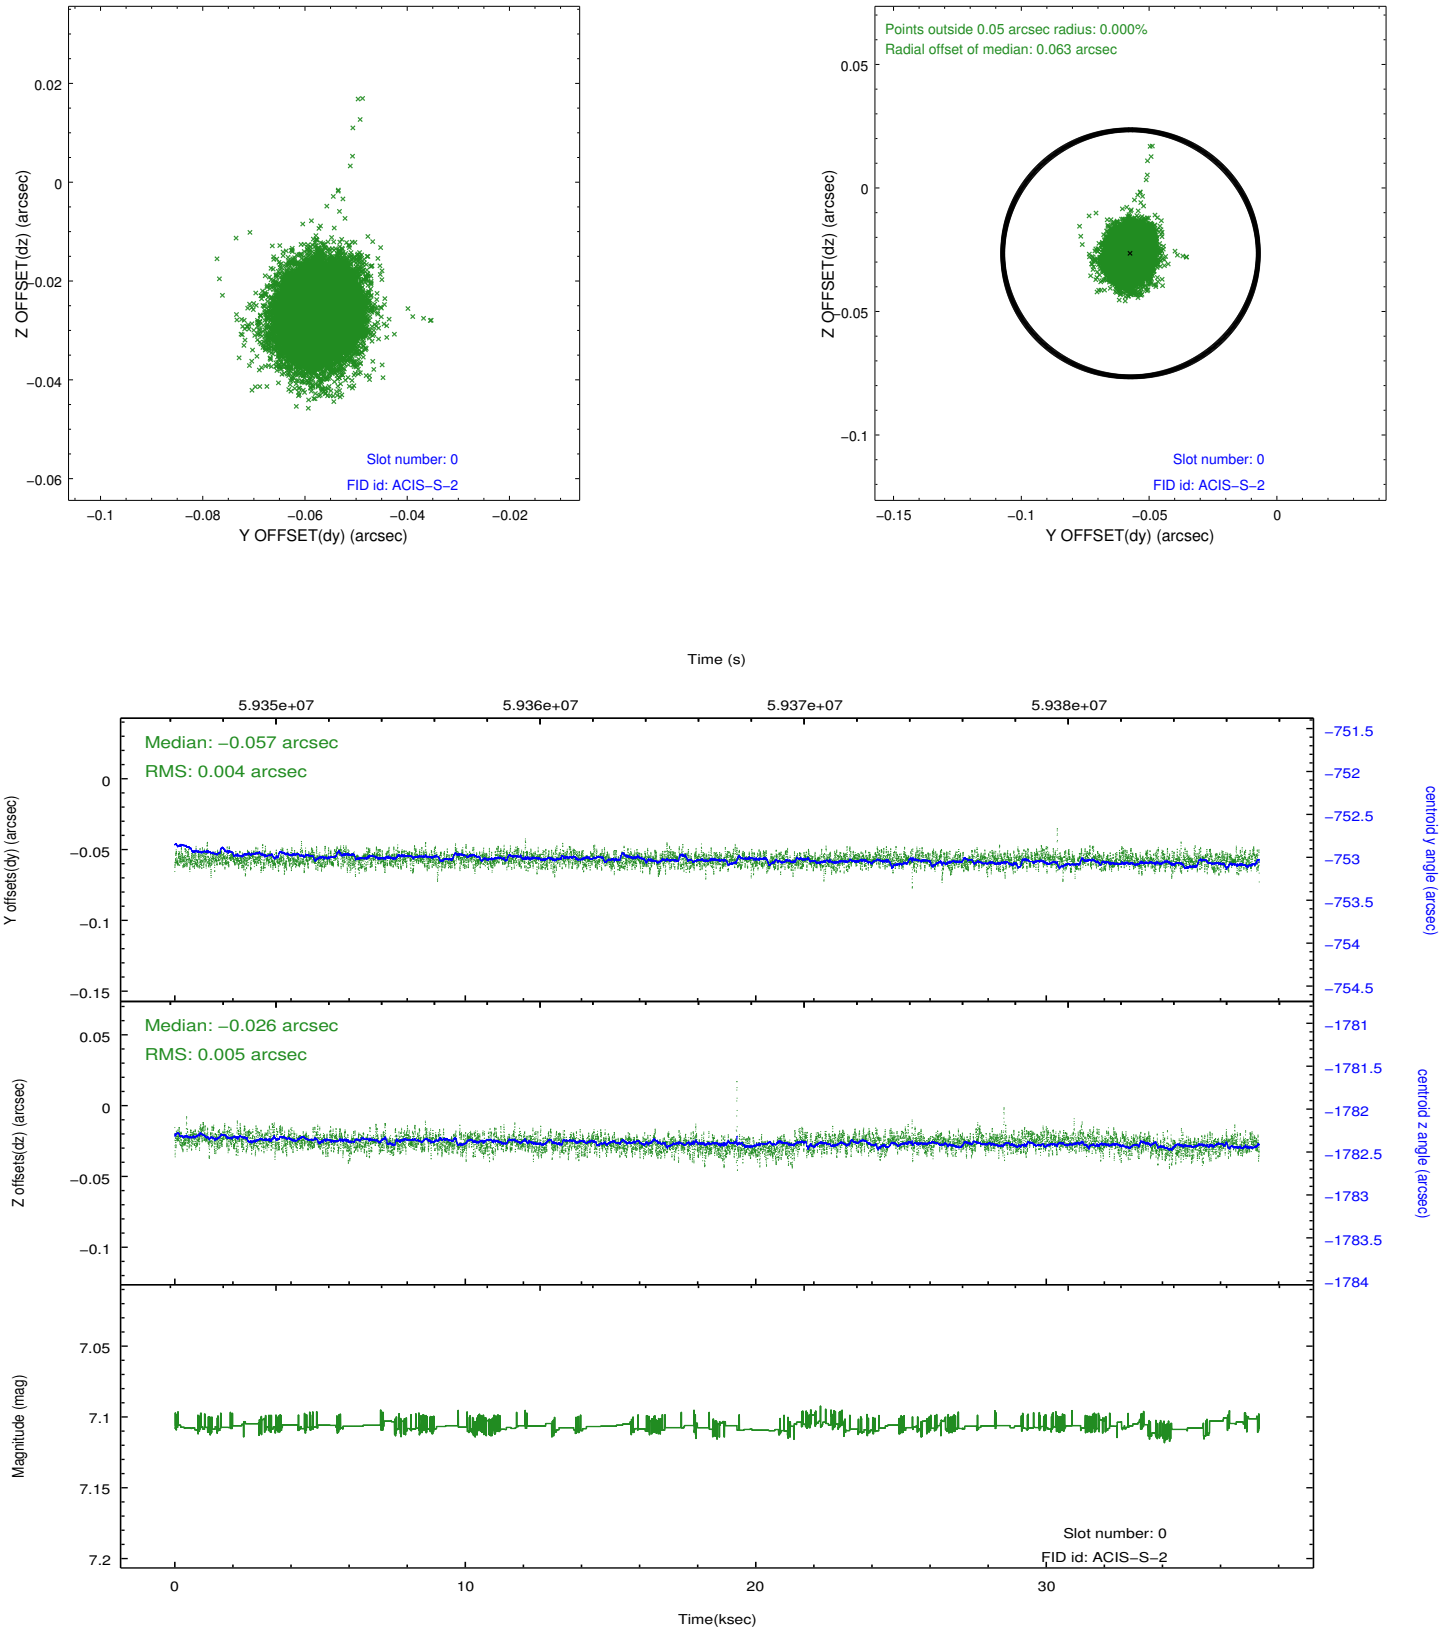 0.02
0
−0.02
−0.04
−0.06
Z OFFSET(dz) (arcsec)
Slot number: 0
FID id: ACIS−S−2
−0.1
−0.08
−0.06
−0.04
−0.02
Y OFFSET(dy) (arcsec)
Points outside 0.05 arcsec radius: 0.000%
Radial offset of median: 0.063 arcsec
0.05
0
−0.05
−0.1
Z OFFSET(dz) (arcsec)
Slot number: 0
FID id: ACIS−S−2
−0.15
−0.1
−0.05
0
Y OFFSET(dy) (arcsec)
Time (s)
5.935e+07
5.936e+07
5.937e+07
5.938e+07
Median: −0.057 arcsec
RMS: 0.004 arcsec
0
−0.05
−0.1
−0.15
Y offsets(dy) (arcsec)
−751.5
−752
−752.5
−753
−753.5
−754
−754.5
centroid y angle (arcsec)
Median: −0.026 arcsec
RMS: 0.005 arcsec
0.05
0
−0.05
−0.1
Z offsets(dz) (arcsec)
−1781
−1781.5
−1782
−1782.5
−1783
−1783.5
−1784
centroid z angle (arcsec)
7.05
7.1
7.15
7.2
Magnitude (mag)
Slot number: 0
FID id: ACIS−S−2
0
10
20
30
Time(ksec)